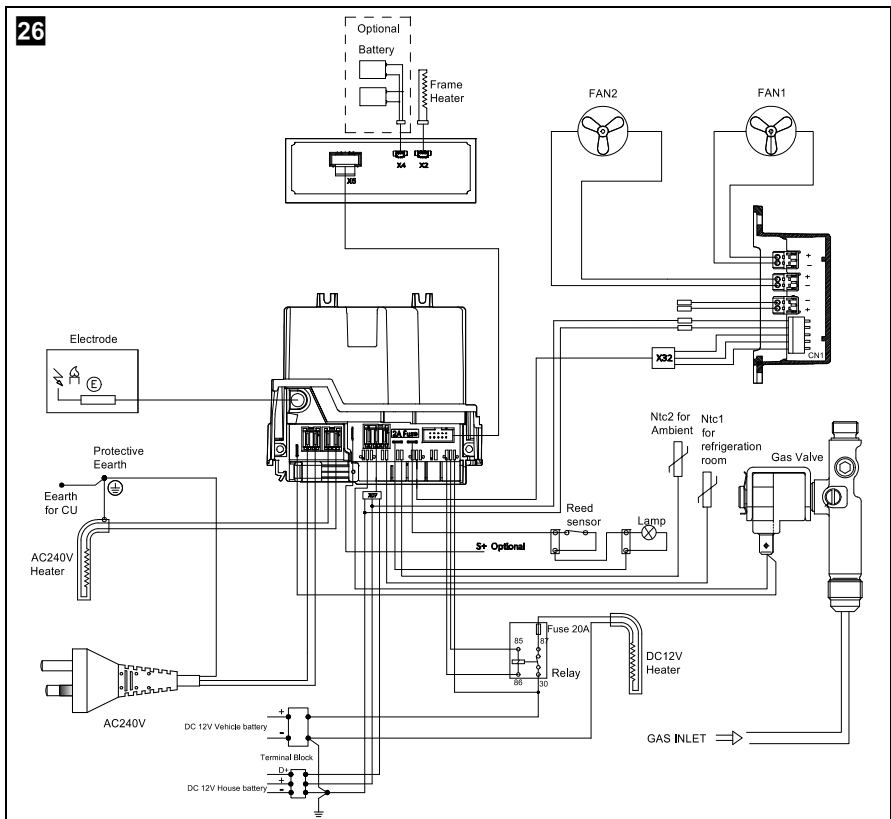 26
Optional
Battery
Frame
Heater
FAN2
FAN1
X5
X4
X2
+
−
+
−
−
+
CN1
X32
Electrode
E
2A Fuse
Protective
Eearth
Eearth
for CU
Ntc2 for
Ambient
Ntc1
for
refrigeration
room
Gas Valve
Reed
sensor
Lamp
S+ Optional
AC240V
Heater
Fuse 20A
85
87
86
30
Relay
DC12V
Heater
AC240V
+
DC 12V Vehicle battery
-
Terminal Block
D+
+
DC 12V House battery
-
GAS INLET